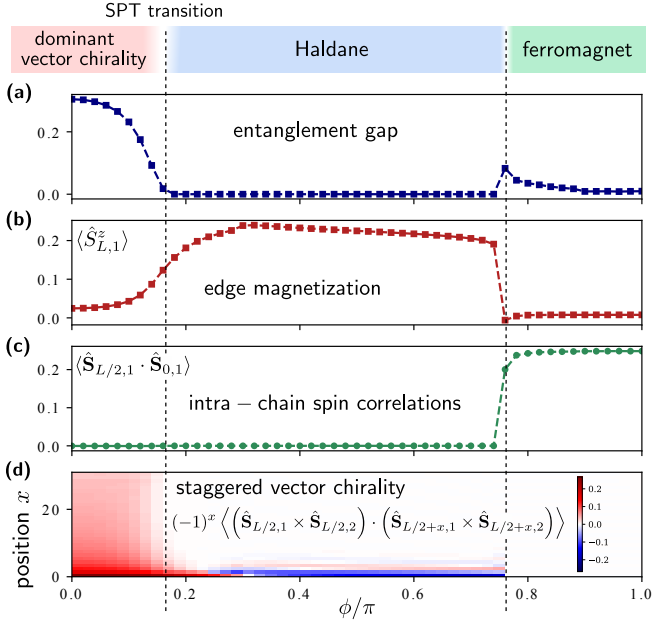 SPT transition
dominant
vector chirality
Haldane
ferromagnet
(a)
0.2
0.0
entanglement gap
(b)
0.2
0.0
⟨Ŝ^z_{L,1}⟩
edge magnetization
(c)
0.2
0.0
⟨Ŝ_{L/2,1} · Ŝ_{0,1}⟩
intra − chain spin correlations
(d)
staggered vector chirality
(−1)^x ⟨(Ŝ_{L/2,1} × Ŝ_{L/2,2}) · (Ŝ_{L/2+x,1} × Ŝ_{L/2+x,2})⟩
20
0
position x
0.2
0.1
0.0
−0.1
−0.2
0.0 0.2 0.4 0.6 0.8 1.0
ϕ/π